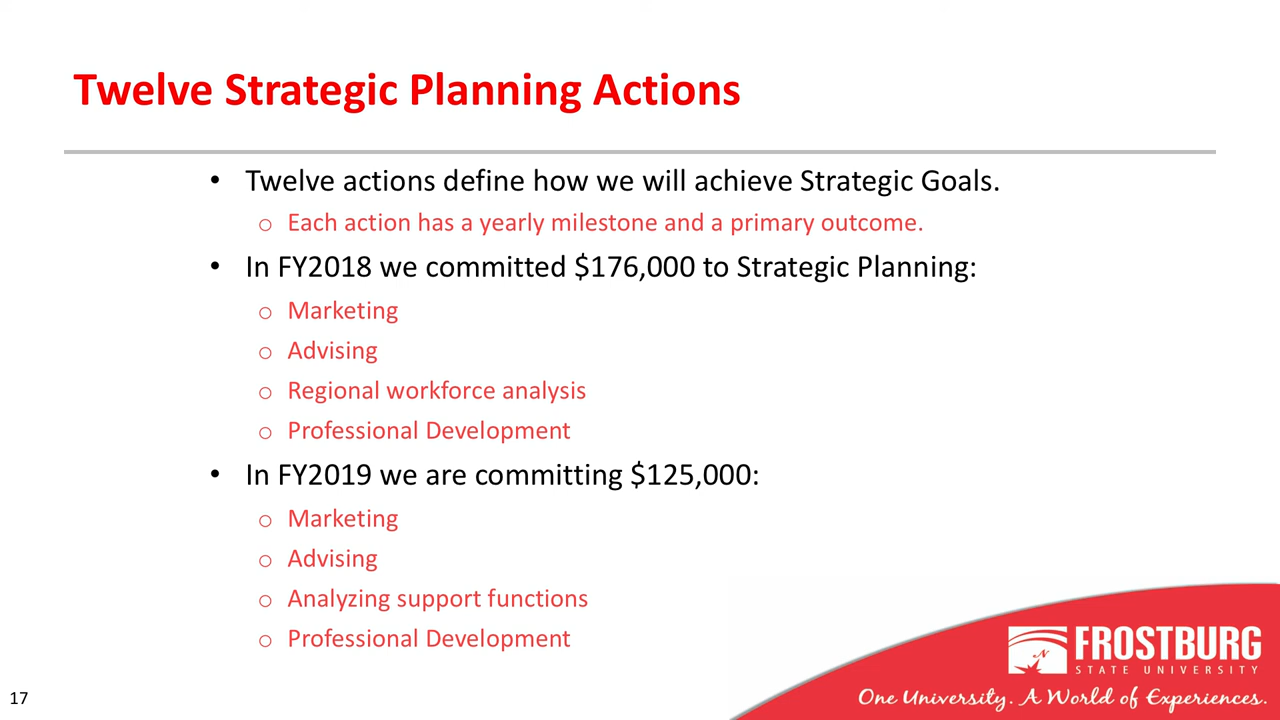 Twelve Strategic Planning Actions
• Twelve actions define how we will achieve Strategic Goals.
o Each action has a yearly milestone and a primary outcome.
• In FY2018 we committed $176,000 to Strategic Planning:
o Marketing
o Advising
o Regional workforce analysis
o Professional Development
• In FY2019 we are committing $125,000:
o Marketing
o Advising
o Analyzing support functions
o Professional Development
FROSTBURG
STATE UNIVERSITY
One University. A World of Experiences.
17